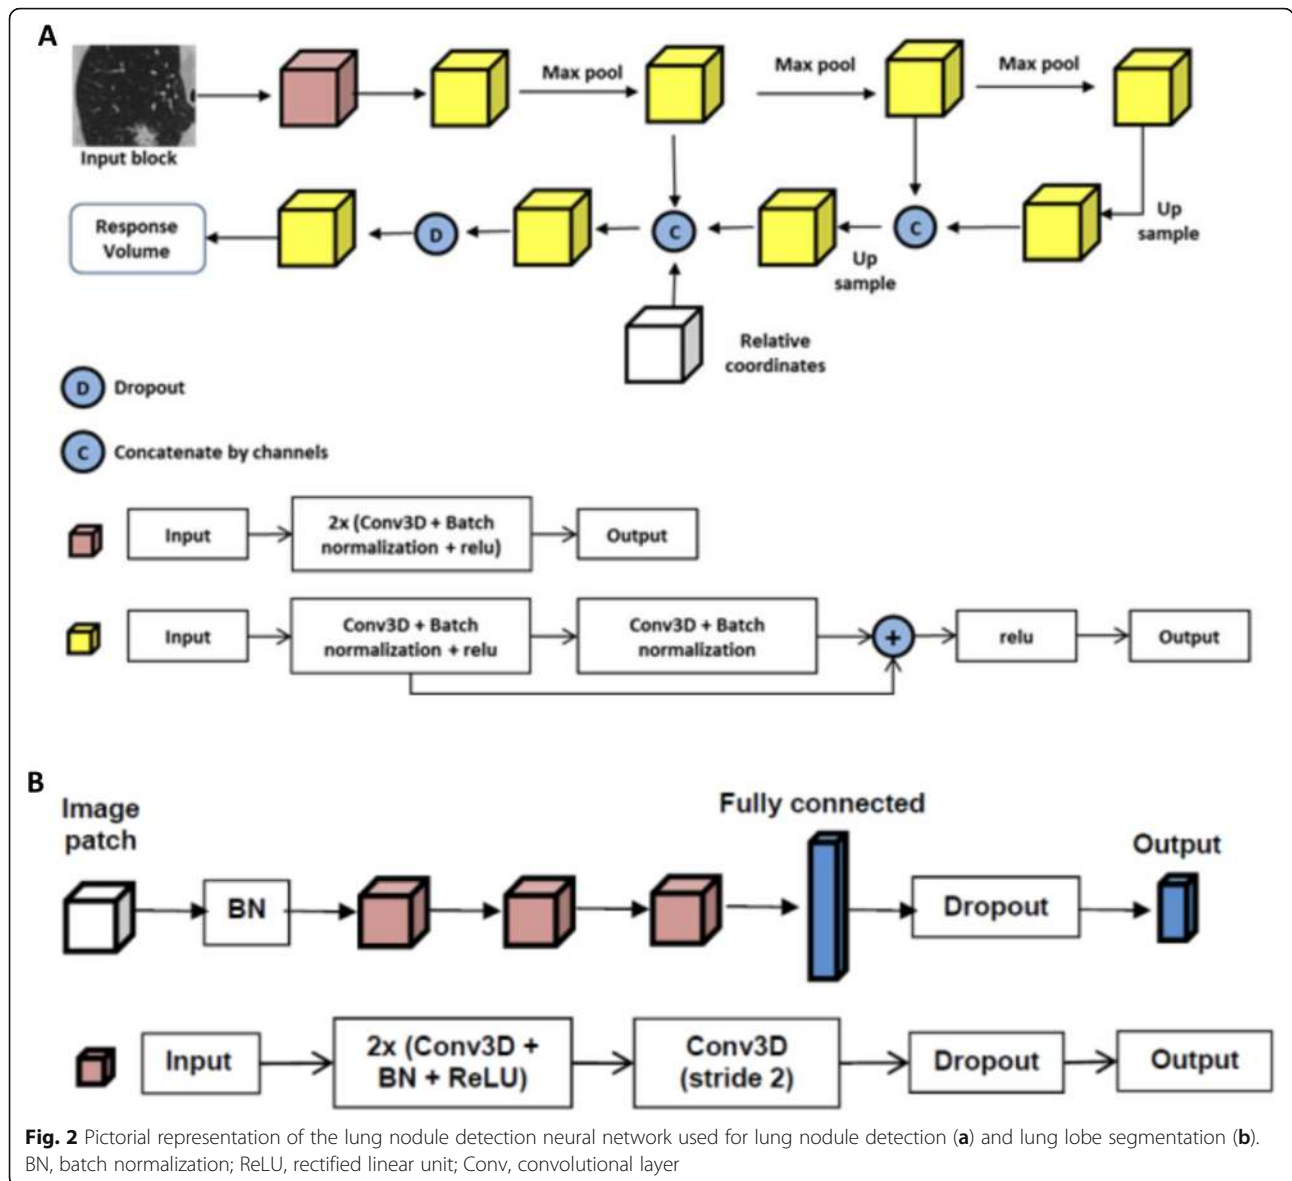 A
Input block
Max pool
Max pool
Max pool
Up
sample
Response
Volume
D
C
Up
sample
C
Relative
coordinates
D Dropout
C Concatenate by channels
Input
2x (Conv3D + Batch
normalization + relu)
Output
Input
Conv3D + Batch
normalization + relu
Conv3D + Batch
normalization
+
relu
Output
B
Image
patch
BN
Fully connected
Dropout
Output
Input
2x (Conv3D +
BN + ReLU)
Conv3D
(stride 2)
Dropout
Output
Fig. 2 Pictorial representation of the lung nodule detection neural network used for lung nodule detection (a) and lung lobe segmentation (b).
BN, batch normalization; ReLU, rectified linear unit; Conv, convolutional layer